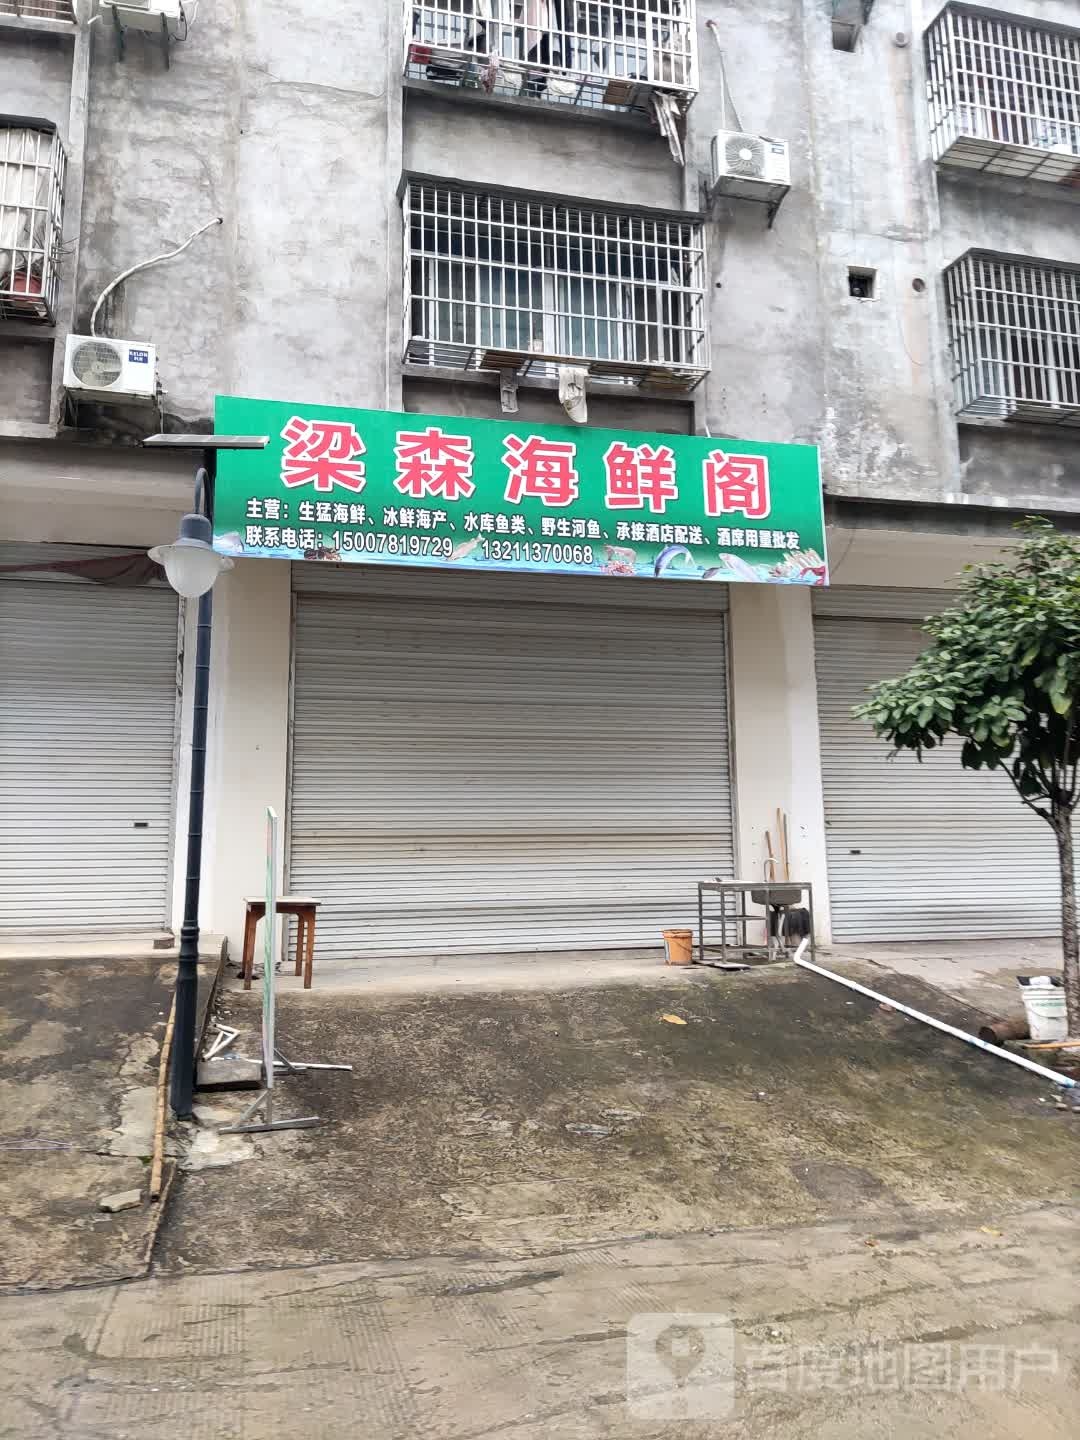 KELON
梁森海鲜阁
主营：生猛海鲜、冰鲜海产、水库鱼类、野生河鱼、承接酒店配送、酒席用量批发
联系电话：15007819729 13211370068
百度地图用户